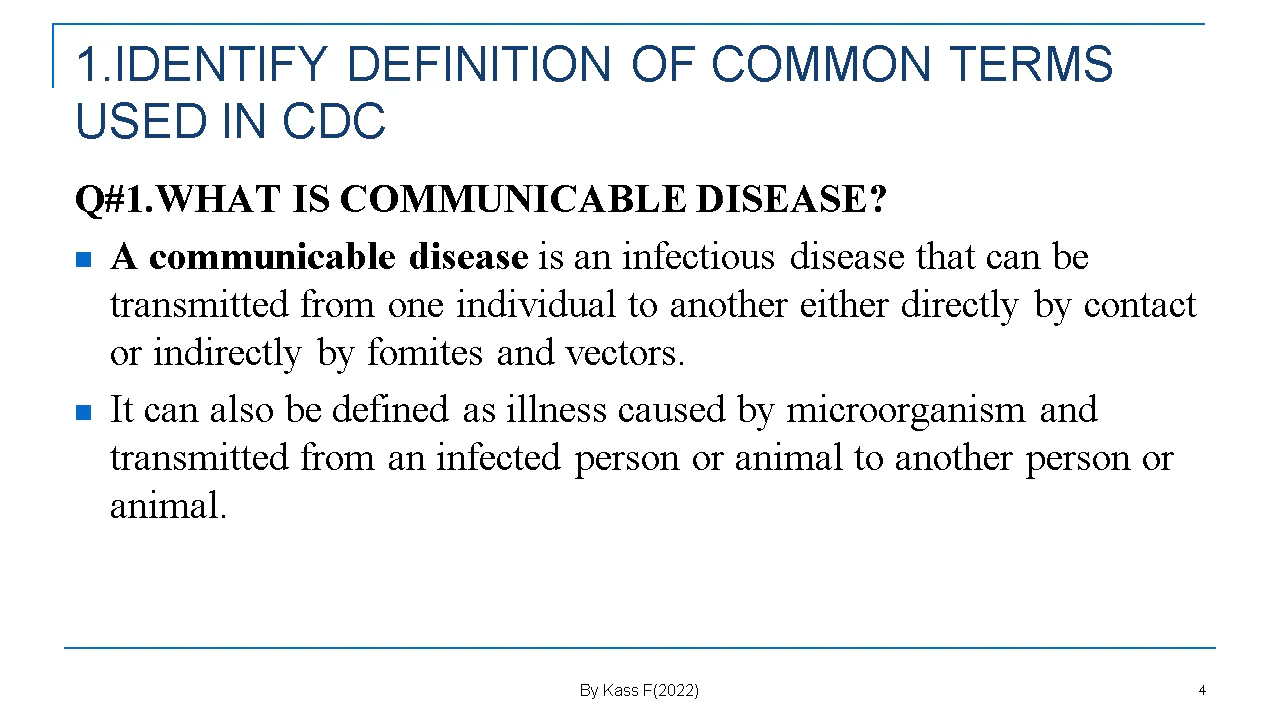 1.IDENTIFY DEFINITION OF COMMON TERMS
USED IN CDC
Q#1. WHAT IS COMMUNICABLE DISEASE?
A communicable disease is an infectious disease that can be
transmitted from one individual to another either directly by contact
or indirectly by fomites and vectors.
It can also be defined as illness caused by microorganism and
transmitted from an infected person or animal to another person or
animal.
By Kass F(2022)
4